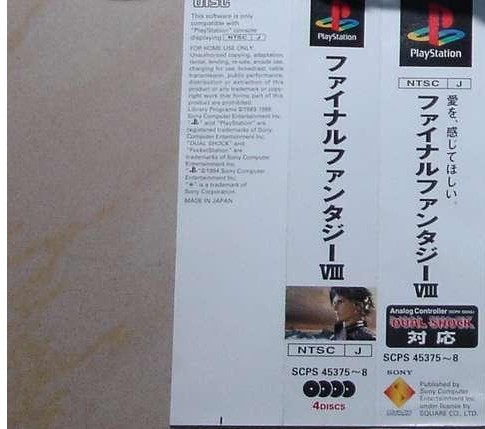 DISC
This software is only
compatible with
"PlayStation" console
displaying NTSC J
FOR HOME USE ONLY.
Unauthorized copying, adaptation,
rental, lending, re-sale, arcade use,
charging for use, broadcast, cable
transmission, public performance,
distribution or extraction of this
product or any trademark or copy-
right work that forms part of this
product are prohibited.
Library Programs ©1993-1998
Sony Computer Entertainment Inc.
" " and "PlayStation" are
registered trademarks of Sony
Computer Entertainment Inc.
"DUAL SHOCK" and
"PocketStation" are
trademarks of Sony Computer
Entertainment Inc.
" "©1994 Sony Computer
Entertainment Inc.
" " is a trademark of
Sony Corporation.
MADE IN JAPAN
PlayStation
ファイナルファンタジーVIII
NTSC J
SCPS 45375~8
4DISCS
PlayStation
NTSC J
愛を、感じてほしい。
ファイナルファンタジーVIII
Analog Controller
DUAL SHOCK
対応
SCPS 45375~8
SONY
Published by
Sony Computer
Entertainment Inc.
under license by
SQUARE CO., LTD.